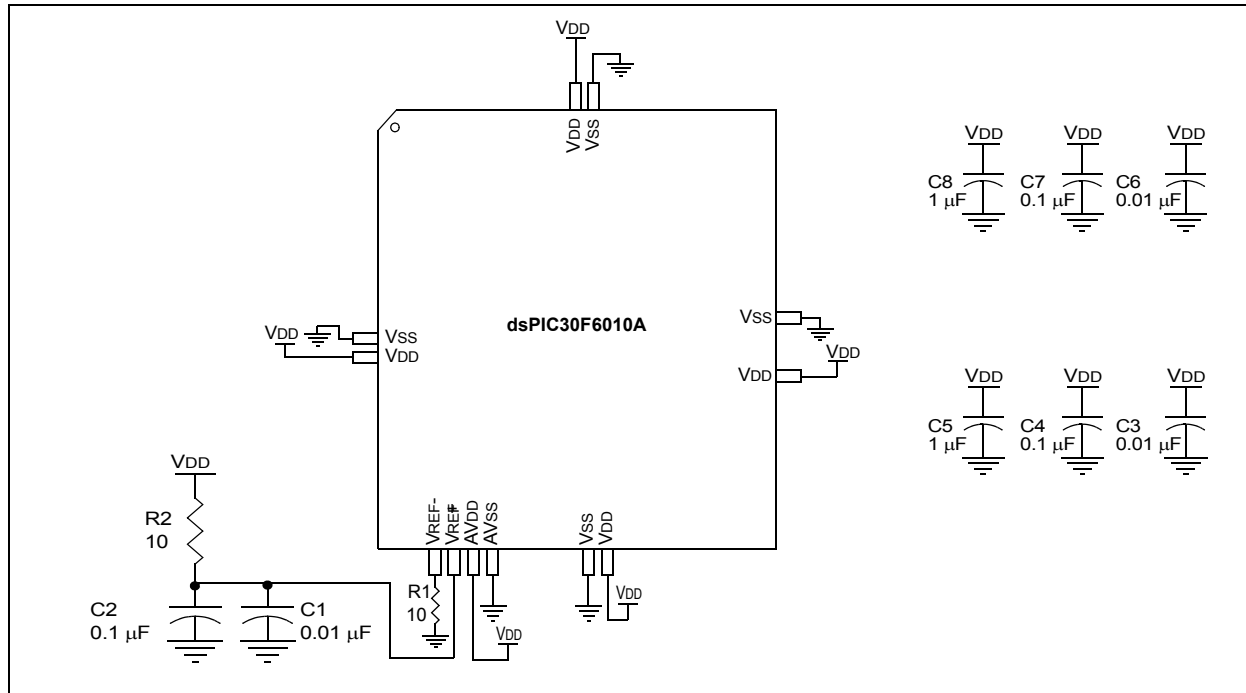 VDD
VDD
VSS
VDD
VDD
VDD
C8
1 μF
C7
0.1 μF
C6
0.01 μF
dsPIC30F6010A
VDD
VSS
VDD
VSS
VDD
VDD
VDD
VDD
VDD
C5
1 μF
C4
0.1 μF
C3
0.01 μF
VDD
R2
10
VREF-
VREF+
AVDD
AVSS
VSS
VDD
C2
0.1 μF
C1
0.01 μF
R1
10
VDD
VDD